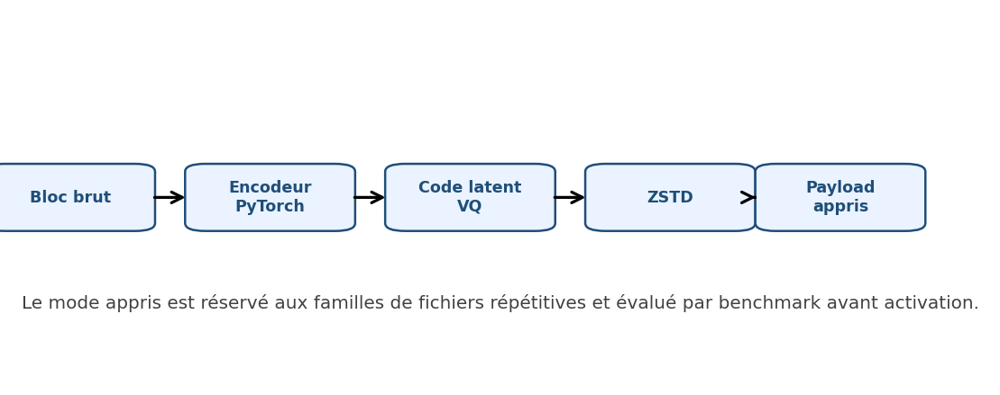 Bloc brut
Encodeur
PyTorch
Code latent
VQ
ZSTD
Payload
appris
Le mode appris est réservé aux familles de fichiers répétitives et évalué par benchmark avant activation.